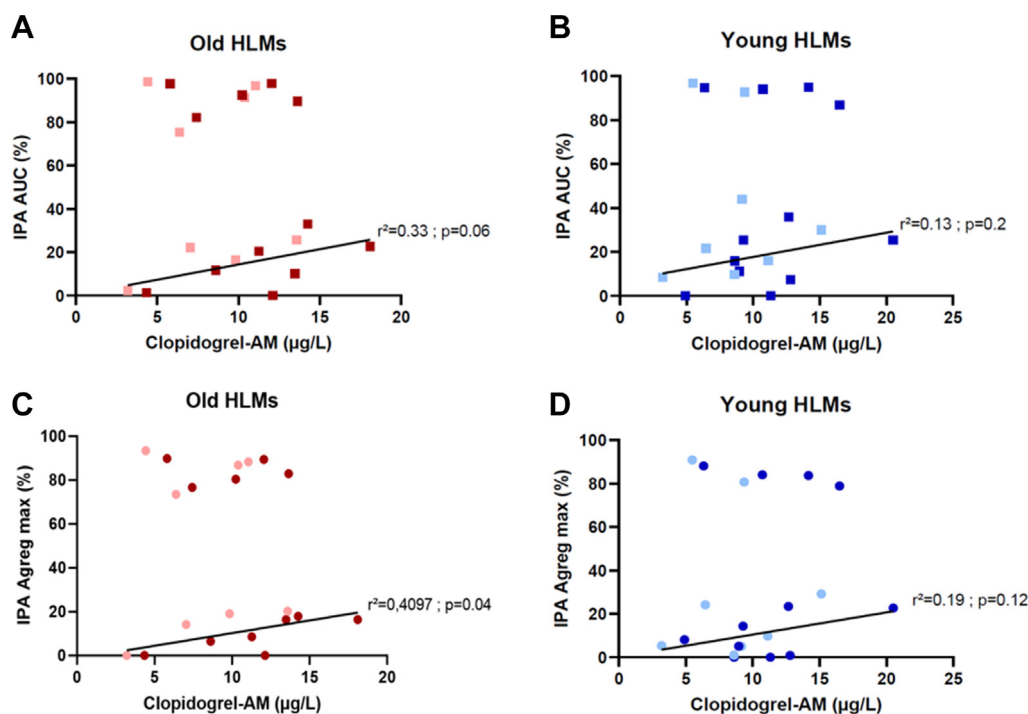 A
Old HLMs
IPA AUC (%)
100
80
60
40
20
0
r²=0.33 ; p=0.06
0 5 10 15 20
Clopidogrel-AM (µg/L)
B
Young HLMs
IPA AUC (%)
100
80
60
40
20
0
r²=0.13 ; p=0.2
0 5 10 15 20 25
Clopidogrel-AM (µg/L)
C
Old HLMs
IPA Agreg max (%)
100
80
60
40
20
0
r²=0,4097 ; p=0.04
0 5 10 15 20
Clopidogrel-AM (µg/L)
D
Young HLMs
IPA Agreg max (%)
100
80
60
40
20
0
r²=0.19 ; p=0.12
0 5 10 15 20 25
Clopidogrel-AM (µg/L)